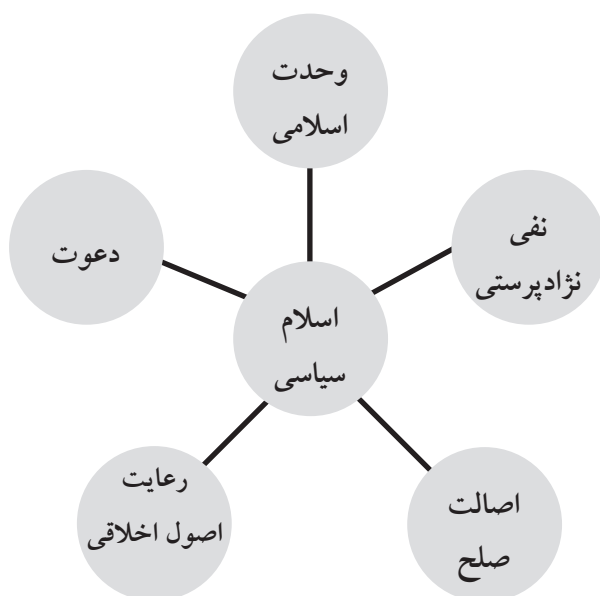 وحدت
اسلامی
نفی
نژادپرستی
دعوت
اسلام
سیاسی
رعایت
اصول اخلاقی
اصالت
صلح